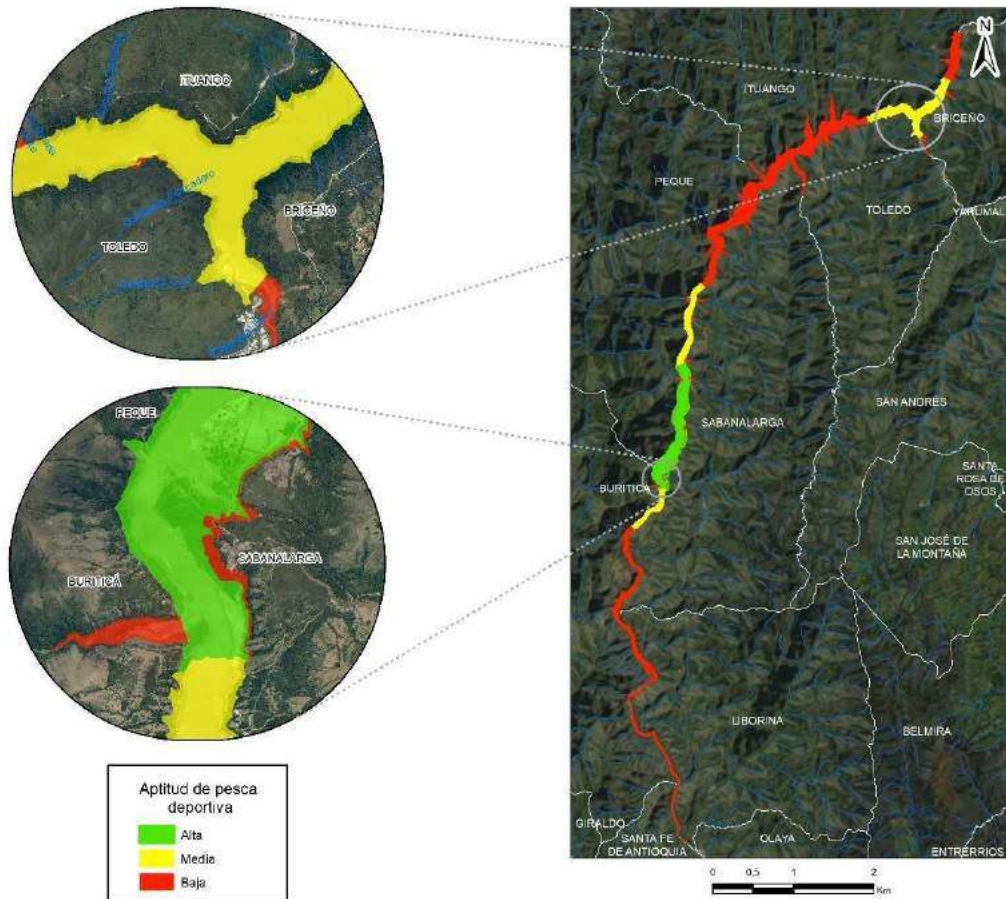 ITUANGO
BRICEÑO
TOLEDO
PEQUE
SABANALARGA
BURITICÁ
Aptitud de pesca
deportiva
Alta
Media
Baja
N
ITUANGO
BRICEÑO
PEQUE
TOLEDO
YARUMAL
SAN ANDRES
SABANALARGA
SANTA
ROSA DE
OSOS
BURITICÁ
SAN JOSÉ DE
LA MONTAÑA
LIBORINA
BELMIRA
GIRALDO
SANTA FE
DE ANTIOQUIA
OLAYA
ENTRERRIOS
0 0,5 1 2
Km